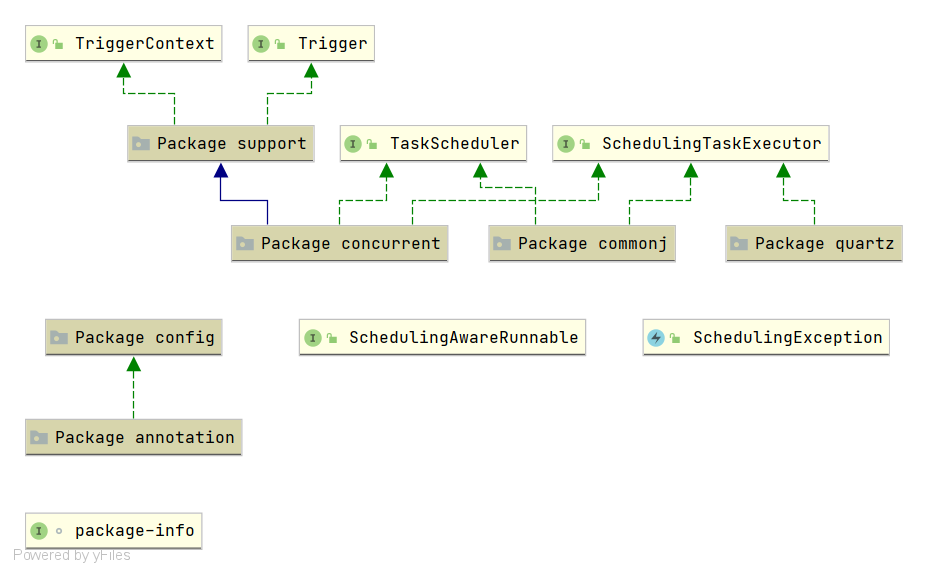 TriggerContext
Trigger
Package support
TaskScheduler
SchedulingTaskExecutor
Package concurrent
Package commonj
Package quartz
Package config
SchedulingAwareRunnable
SchedulingException
Package annotation
package-info
Powered by yFiles